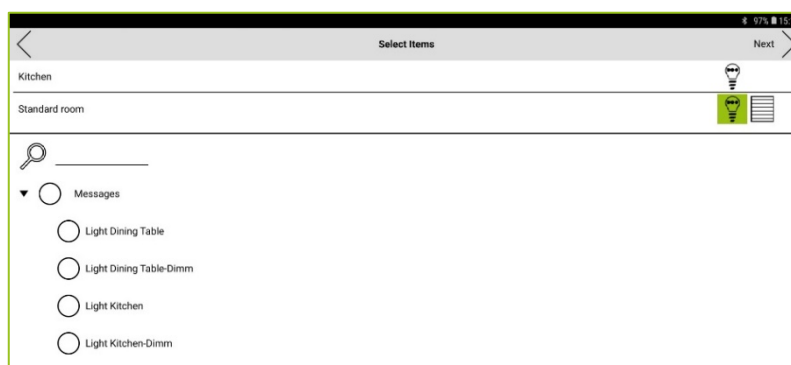 97% 15:
Select Items
Next
Kitchen
Standard room
Messages
Light Dining Table
Light Dining Table-Dimm
Light Kitchen
Light Kitchen-Dimm